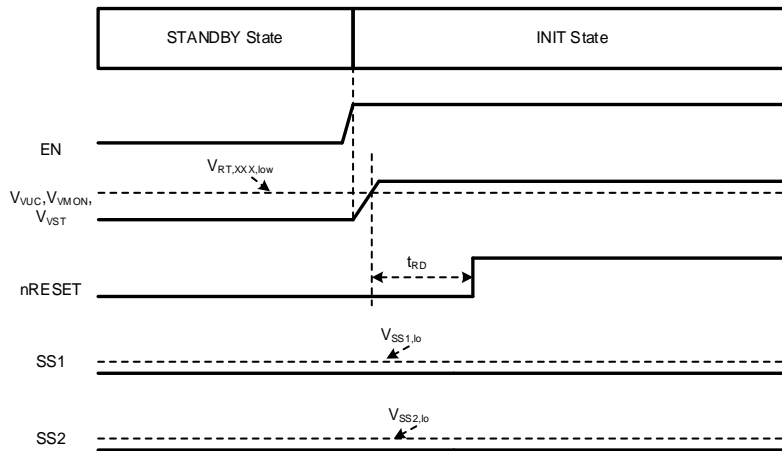 STANDBY State INIT State
EN
VRT,XXX,low
VVUC,VVMON,
VVST
tRD
nRESET
VSS1,lo
SS1
VSS2,lo
SS2